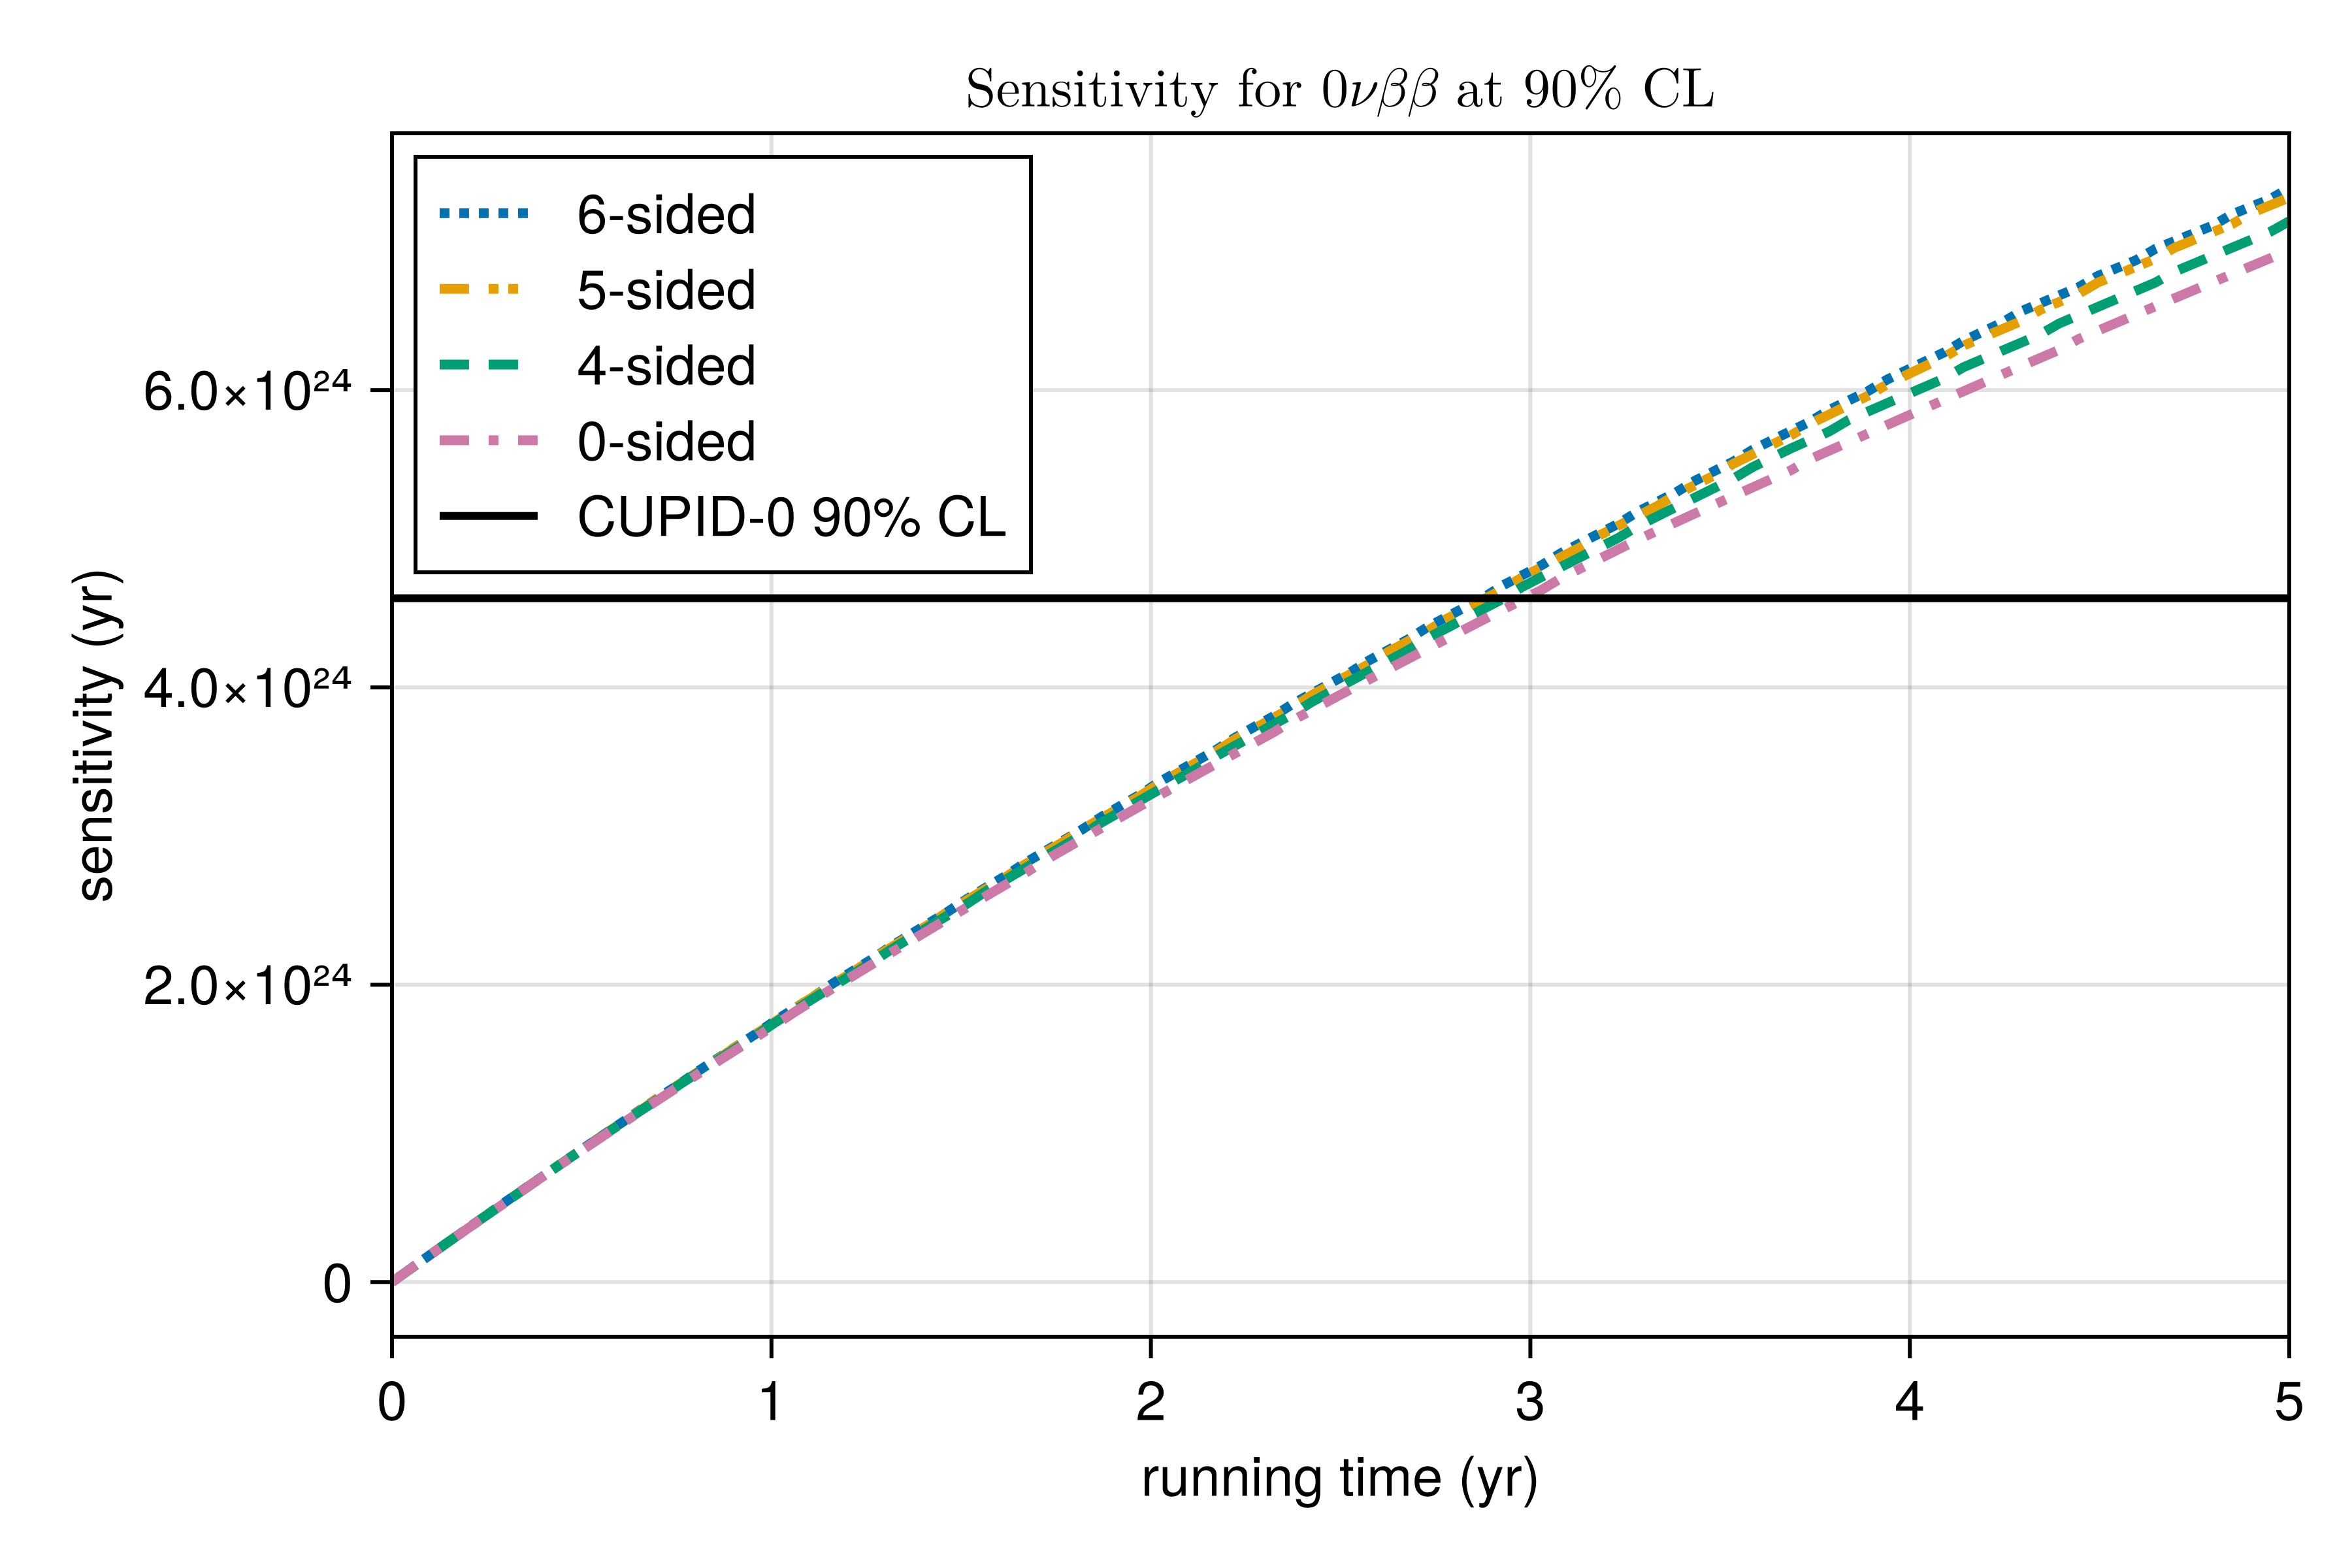 Sensitivity for 0νββ at 90% CL
6-sided
5-sided
4-sided
0-sided
CUPID-0 90% CL
sensitivity (yr)
6.0×10²⁴
4.0×10²⁴
2.0×10²⁴
0
0 1 2 3 4 5
running time (yr)